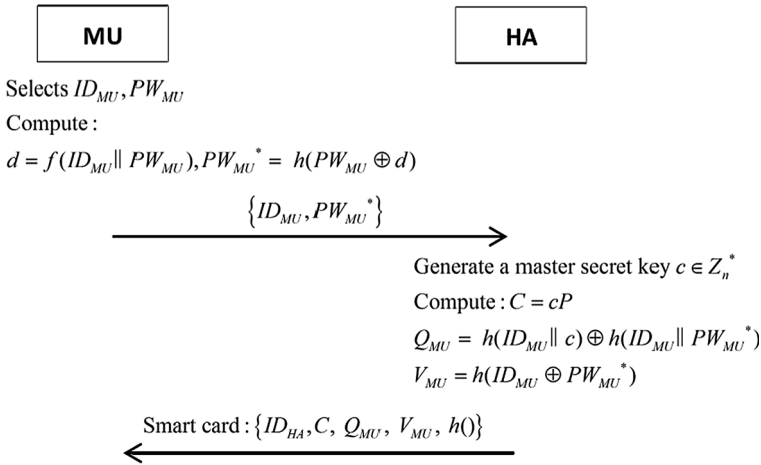 MU
HA
Selects ID_MU, PW_MU
Compute :
d = f(ID_MU || PW_MU), PW_MU* = h(PW_MU ⊕ d)
{ID_MU, PW_MU*}
Generate a master secret key c ∈ Z_n*
Compute : C = cP
Q_MU = h(ID_MU || c) ⊕ h(ID_MU || PW_MU*)
V_MU = h(ID_MU ⊕ PW_MU*)
Smart card : {ID_HA, C, Q_MU, V_MU, h()}